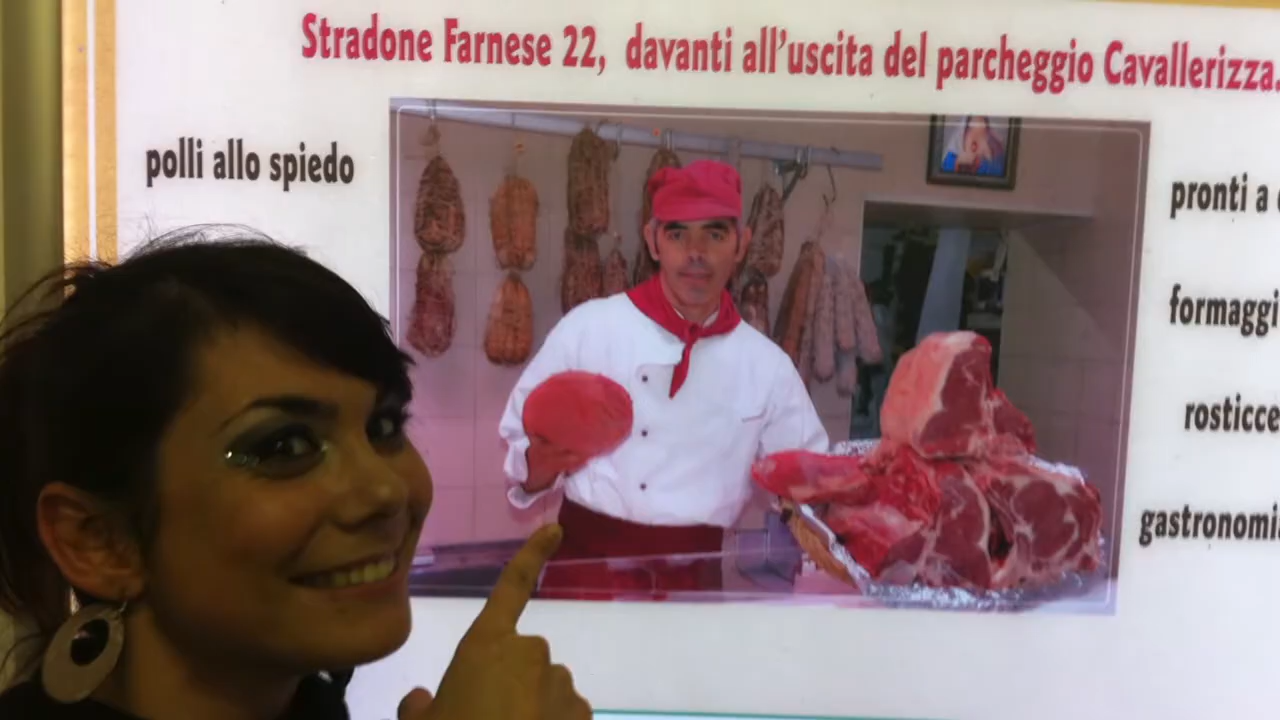 Stradone Farnese 22, davanti all'uscita del parcheggio Cavallerizza.
polli allo spiedo
pronti a
formaggi
rosticce
gastronomi